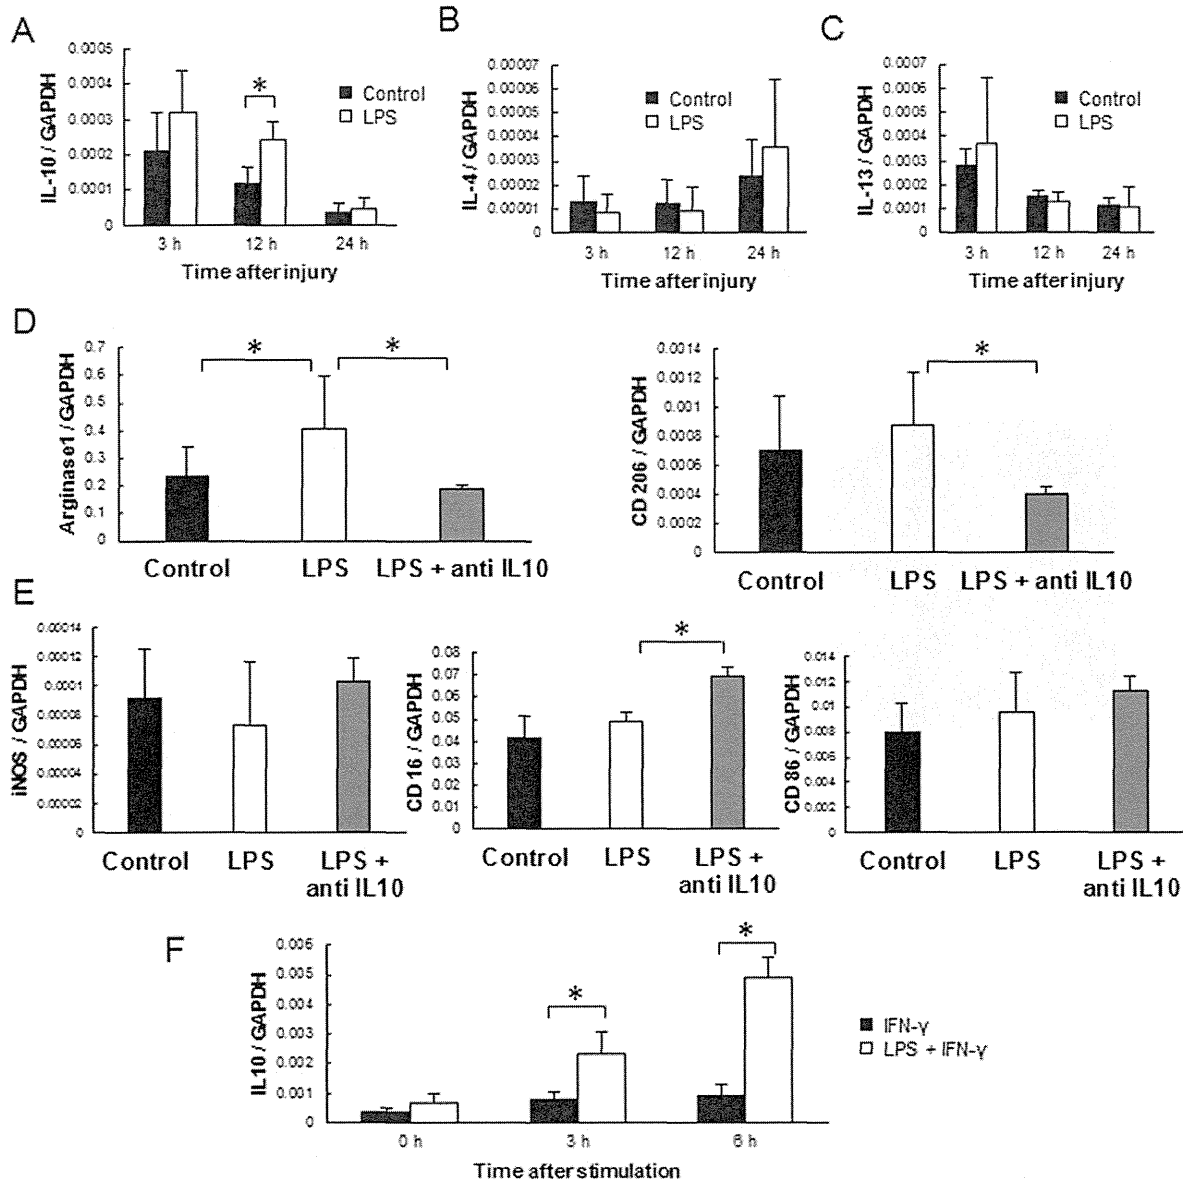 A
IL-10 / GAPDH
0.0005
0.0004
0.0003
0.0002
0.0001
0
*
Control
LPS
3 h 12 h 24 h
Time after injury
B
IL-4 / GAPDH
0.00007
0.00006
0.00005
0.00004
0.00003
0.00002
0.00001
0
Control
LPS
3 h 12 h 24 h
Time after injury
C
IL-13 / GAPDH
0.0008
0.0007
0.0006
0.0005
0.0004
0.0003
0.0002
0.0001
0
Control
LPS
3 h 12 h 24 h
Time after injury
D
Arginase1 / GAPDH
0.7
0.6
0.5
0.4
0.3
0.2
0.1
0
* *
Control LPS LPS + anti IL10
CD 206 / GAPDH
0.0014
0.0012
0.001
0.0008
0.0006
0.0004
0.0002
0
*
Control LPS LPS + anti IL10
E
iNOS / GAPDH
0.00014
0.00012
0.0001
0.00008
0.00006
0.00004
0.00002
0
Control LPS LPS +
anti IL10
CD 16 / GAPDH
0.08
0.07
0.06
0.05
0.04
0.03
0.02
0.01
0
*
Control LPS LPS +
anti IL10
CD 86 / GAPDH
0.014
0.012
0.01
0.008
0.006
0.004
0.002
0
Control LPS LPS +
anti IL10
F
IL10 / GAPDH
0.006
0.005
0.004
0.003
0.002
0.001
0
* *
IFN-γ
LPS + IFN-γ
0 h 3 h 6 h
Time after stimulation